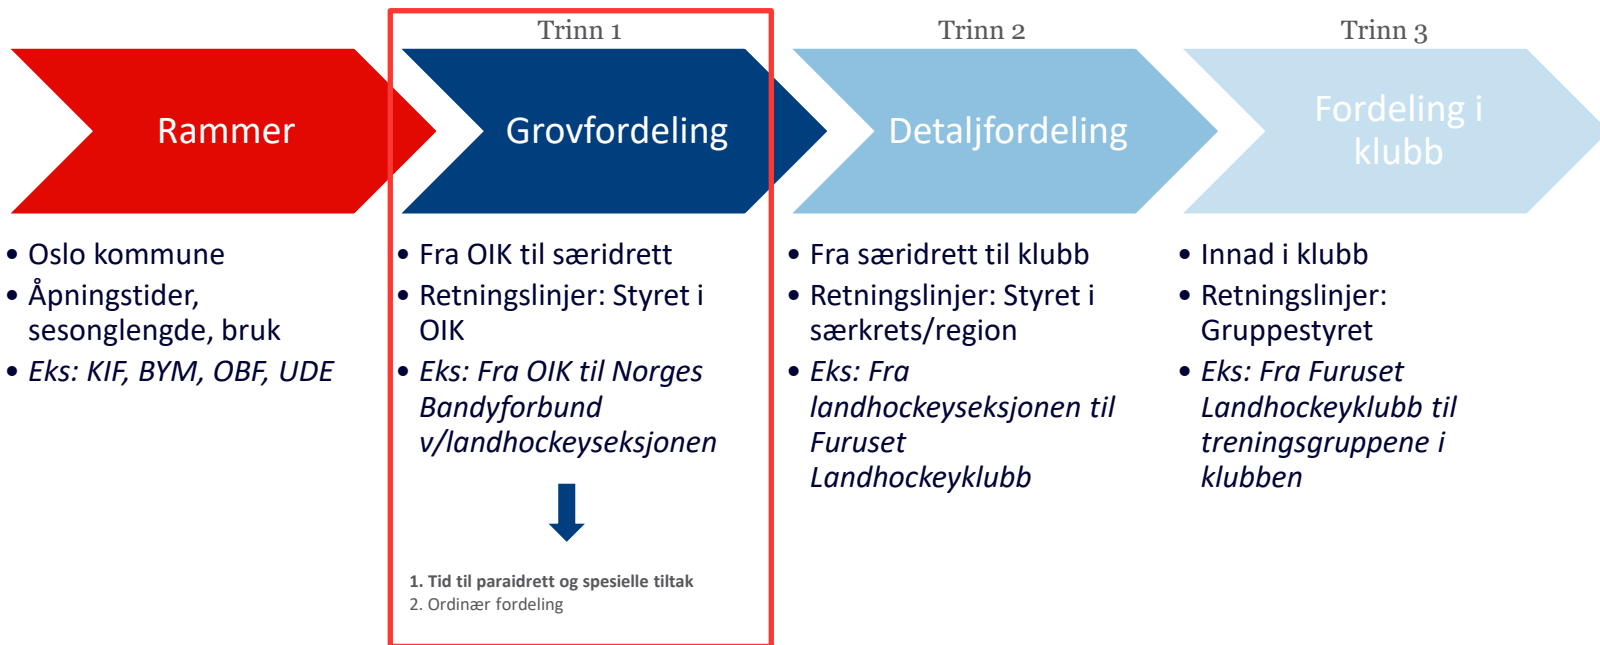 Trinn 1
Trinn 2
Trinn 3
Rammer
Grovfordeling
Detaljfordeling
Fordeling i
klubb
• Oslo kommune
• Åpningstider,
sesonglengde, bruk
• Eks: KIF, BYM, OBF, UDE
• Fra OIK til særidrett
• Retningslinjer: Styret i
OIK
• Eks: Fra OIK til Norges
Bandyforbund
v/landhockeyseksjonen
1. Tid til paraidrett og spesielle tiltak
2. Ordinær fordeling
• Fra særidrett til klubb
• Retningslinjer: Styret i
særkrets/region
• Eks: Fra
landhockeyseksjonen til
Furuset
Landhockeyklubb
• Innad i klubb
• Retningslinjer:
Gruppestyret
• Eks: Fra Furuset
Landhockeyklubb til
treningsgruppene i
klubben